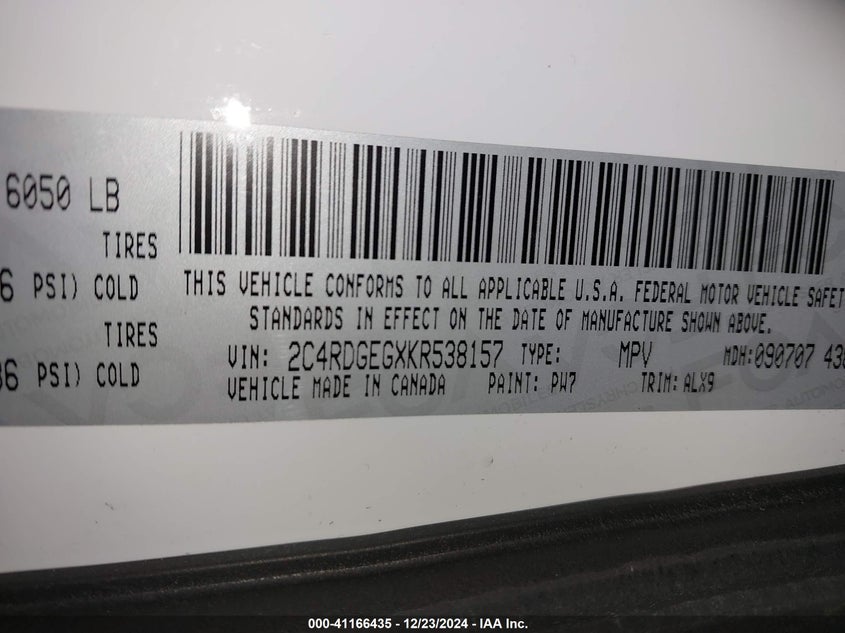 6050 LB
TIRES
6 PSI) COLD
TIRES
36 PSI) COLD
THIS VEHICLE CONFORMS TO ALL APPLICABLE U.S.A. FEDERAL MOTOR VEHICLE SAFET
STANDARDS IN EFFECT ON THE DATE OF MANUFACTURE SHOWN ABOVE.
VIN: 2C4RDGEGXKR538157 TYPE: MPV MDH: 090707 430
VEHICLE MADE IN CANADA PAINT: PW7 TRIM: ALX9
000-41166435 - 12/23/2024 - IAA Inc.